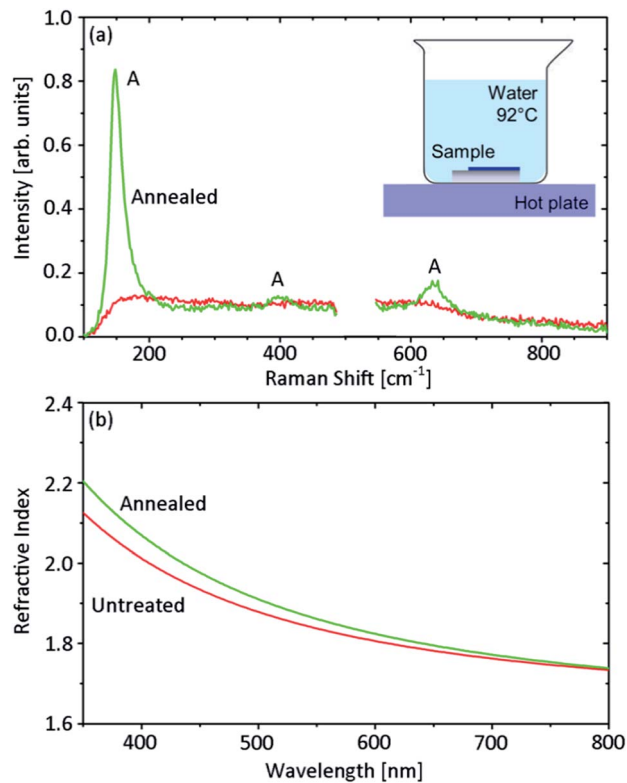 (a)
1.0
0.8
0.6
0.4
0.2
0.0
Intensity [arb. units]
A
Annealed
A
A
Water
92°C
Sample
Hot plate
200
400
600
800
Raman Shift [cm⁻¹]
(b)
2.4
2.2
2.0
1.8
1.6
Refractive Index
Annealed
Untreated
400
500
600
700
800
Wavelength [nm]